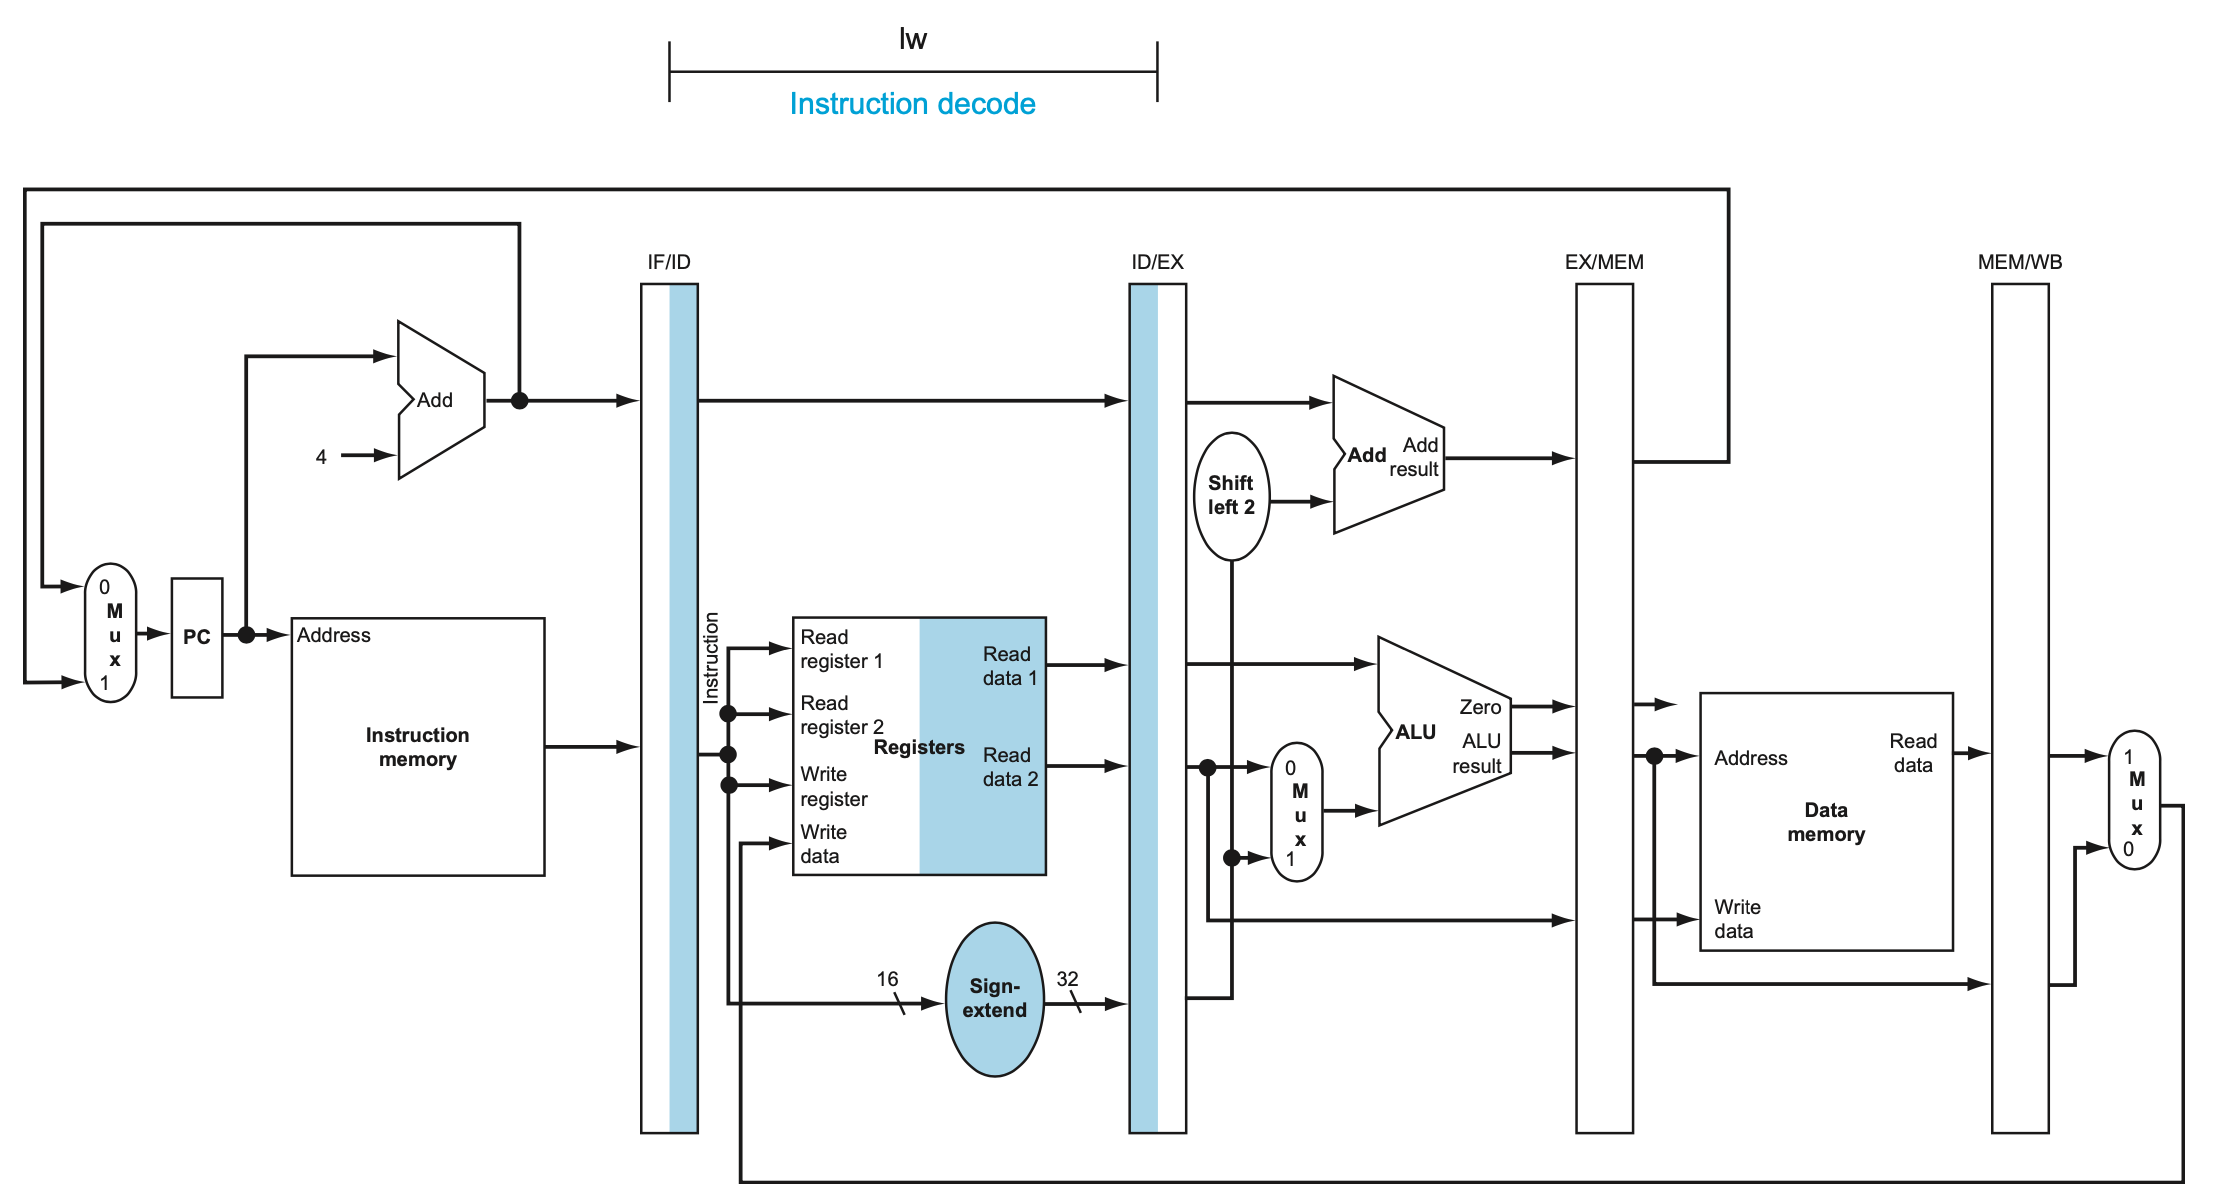 lw
Instruction decode
IF/ID
ID/EX
EX/MEM
MEM/WB
Add
4
Add
Add
result
Shift
left 2
0
M
u
x
1
PC
Address
Instruction
memory
Instruction
Read
register 1
Read
register 2
Write
register
Write
data
Registers
Read
data 1
Read
data 2
16
Sign-
extend
32
0
M
u
x
1
Zero
ALU
ALU
result
Address
Read
data
Data
memory
Write
data
1
M
u
x
0